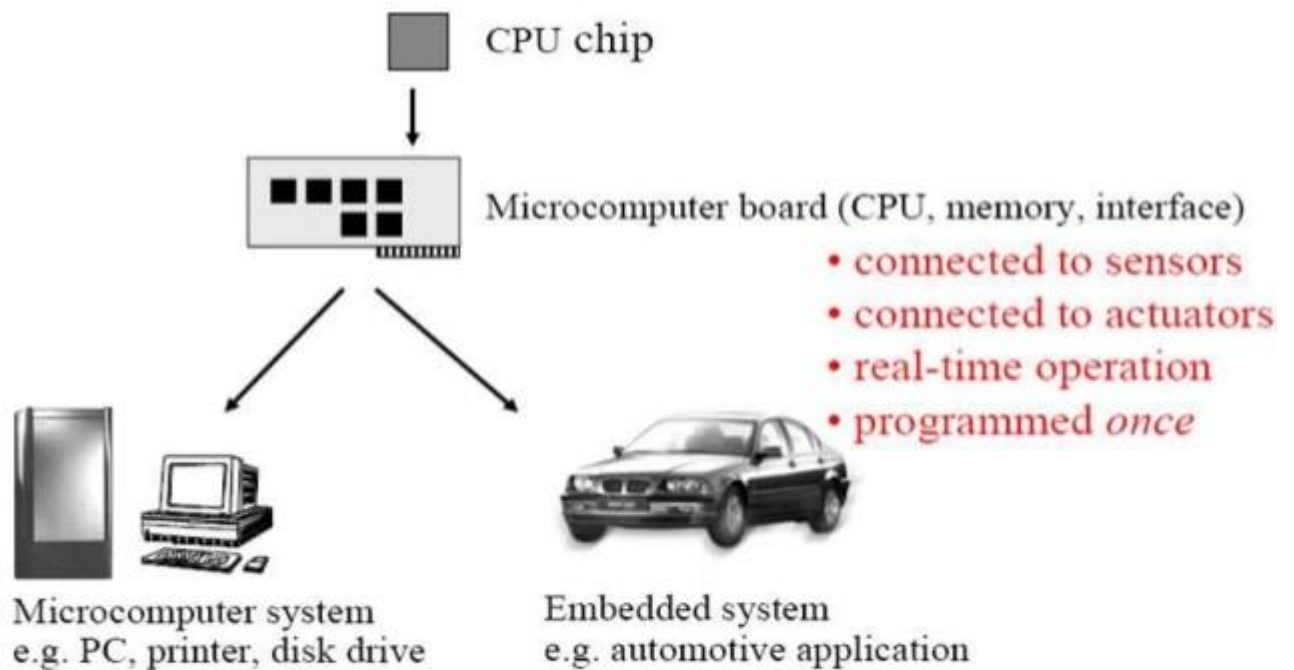 CPU chip
Microcomputer board (CPU, memory, interface)
• connected to sensors
• connected to actuators
• real-time operation
• programmed once
Microcomputer system
e.g. PC, printer, disk drive
Embedded system
e.g. automotive application